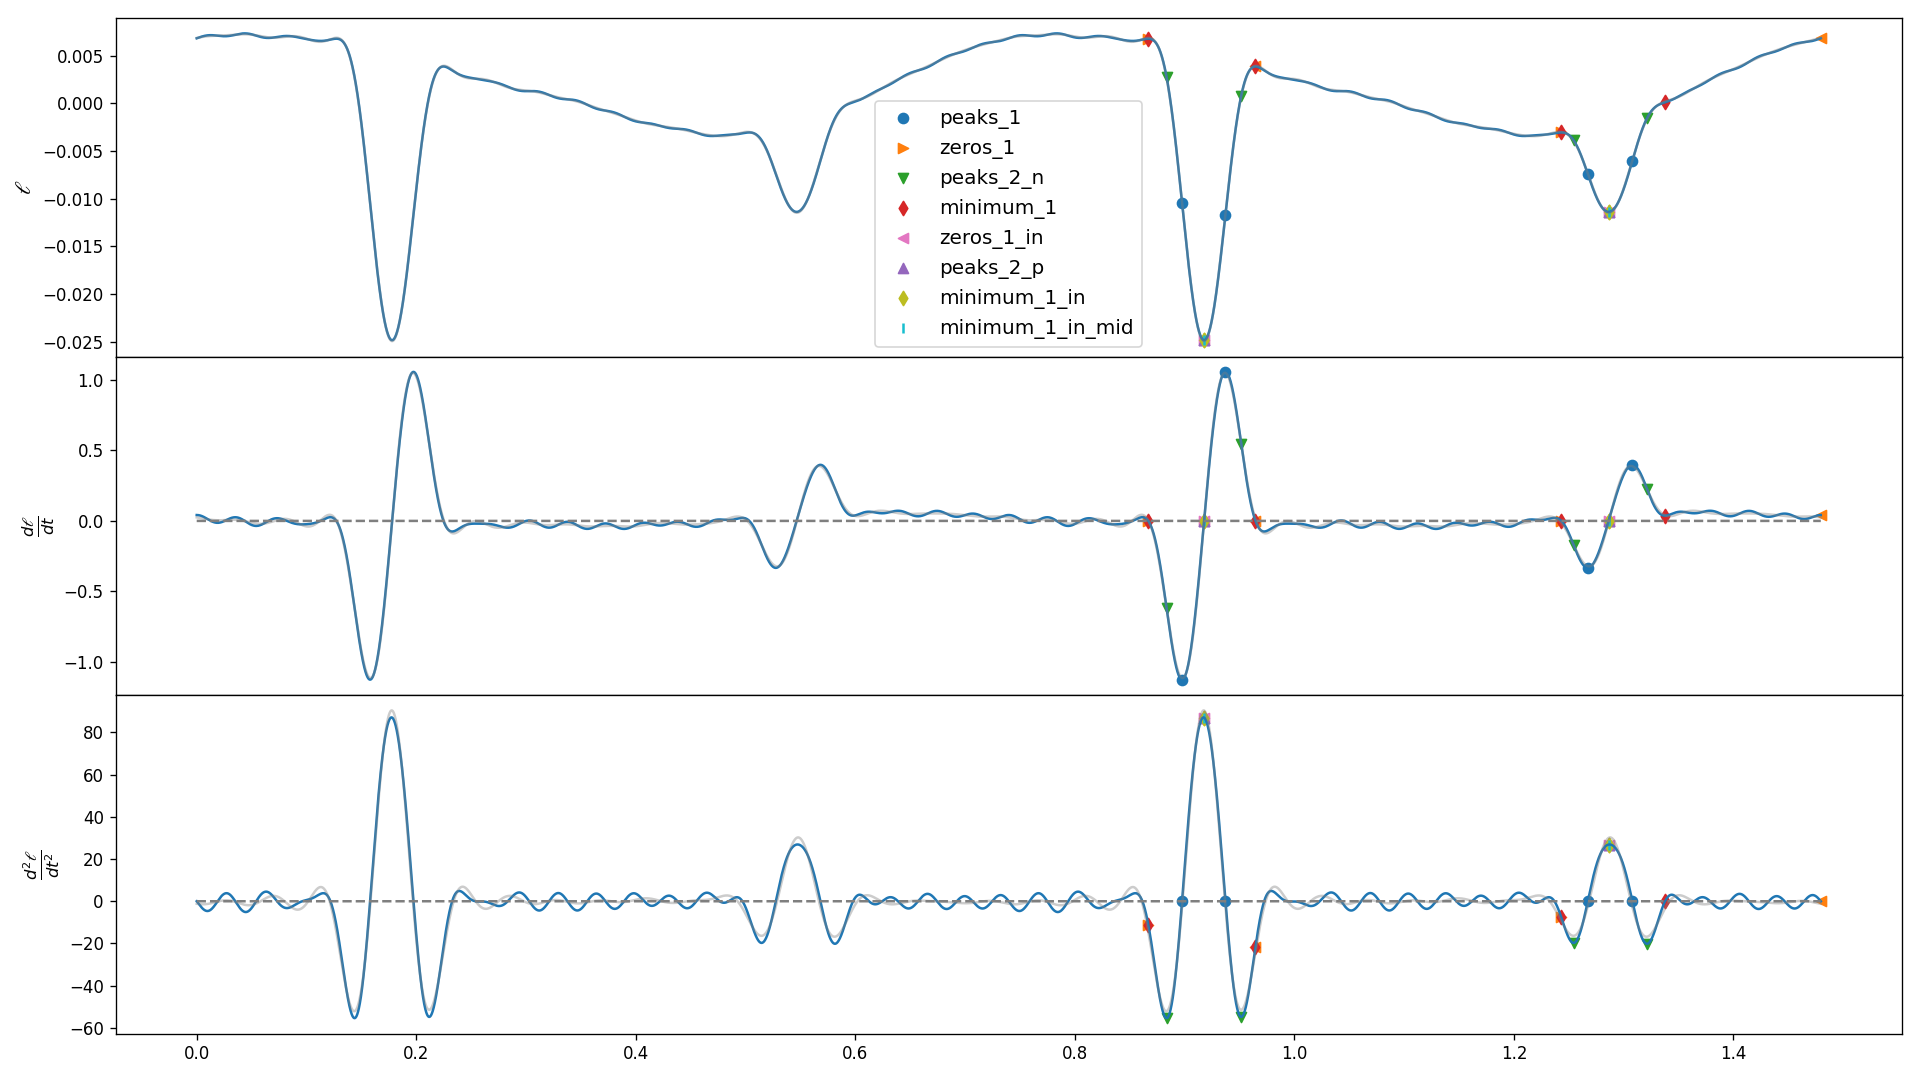 0.005
0.000
−0.005
−0.010
−0.015
−0.020
−0.025
ℓ
peaks_1
zeros_1
peaks_2_n
minimum_1
zeros_1_in
peaks_2_p
minimum_1_in
minimum_1_in_mid
1.0
0.5
0.0
−0.5
−1.0
dℓ/dt
80
60
40
20
0
−20
−40
−60
d²ℓ/dt²
0.0 0.2 0.4 0.6 0.8 1.0 1.2 1.4